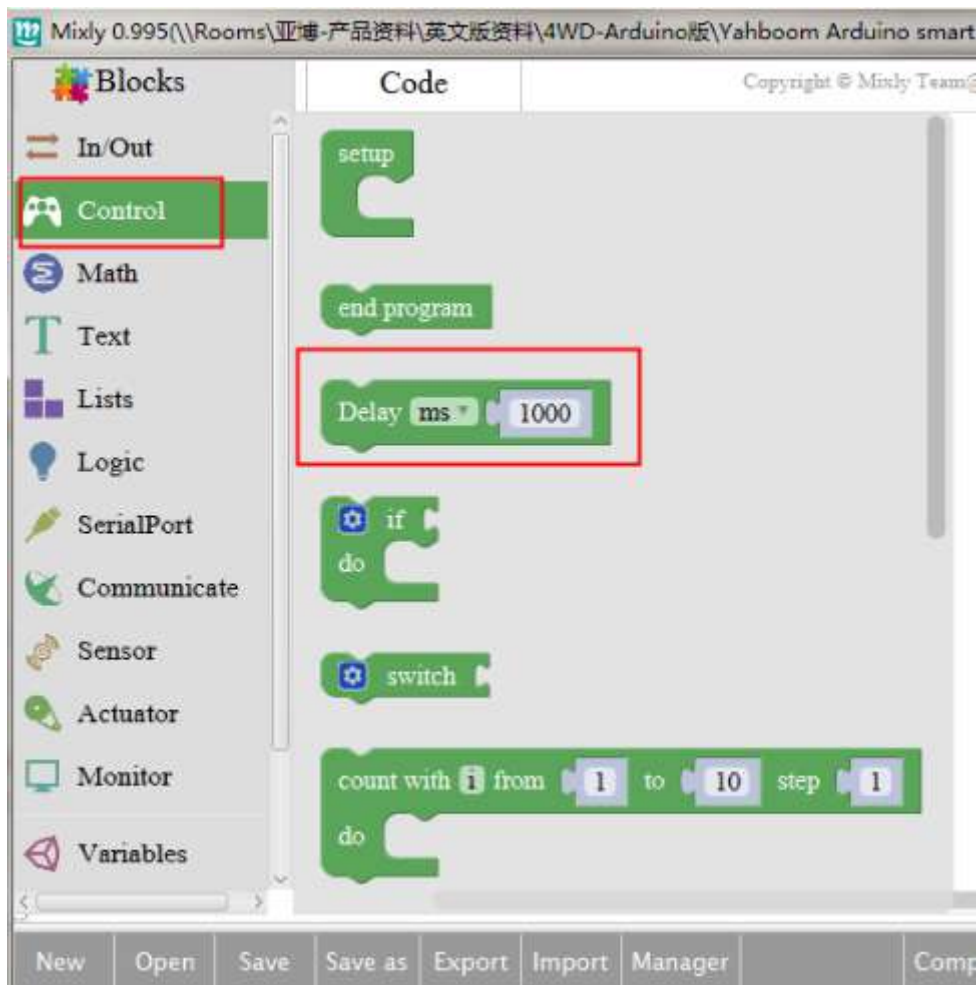 Mixly 0.995(\\Rooms\亚博-产品资料\英文版资料\4WD-Arduino版\Yahboom Arduino smart
Blocks
Code
Copyright © Mixly Team@
In/Out
Control
Math
Text
Lists
Logic
SerialPort
Communicate
Sensor
Actuator
Monitor
Variables
setup
end program
Delay ms 1000
if
do
switch
count with i from 1 to 10 step 1
do
New Open Save Save as Export Import Manager Comp